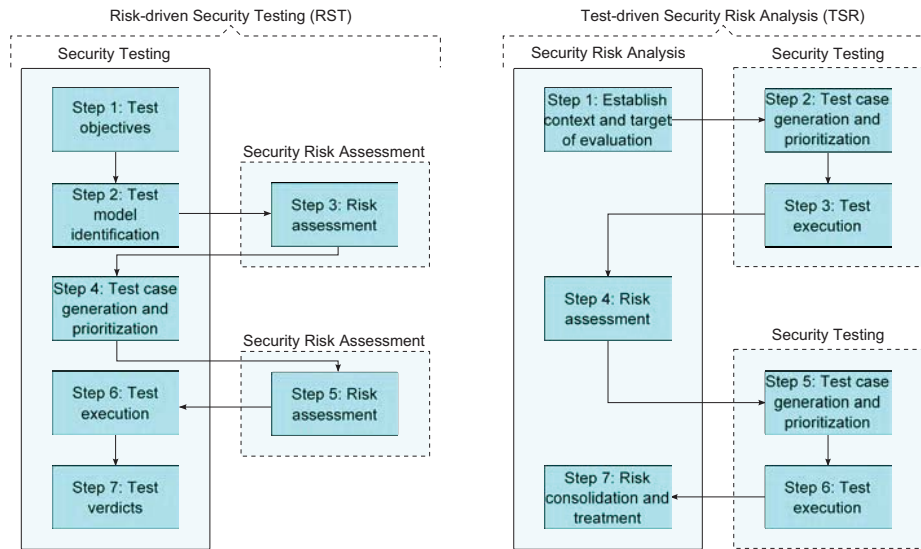 Risk-driven Security Testing (RST)
Security Testing
Step 1: Test
objectives
Step 2: Test
model
identification
Security Risk Assessment
Step 3: Risk
assessment
Step 4: Test case
generation and
prioritization
Security Risk Assessment
Step 5: Risk
assessment
Step 6: Test
execution
Step 7: Test
verdicts
Test-driven Security Risk Analysis (TSR)
Security Risk Analysis
Step 1: Establish
context and target
of evaluation
Security Testing
Step 2: Test case
generation and
prioritization
Step 3: Test
execution
Step 4: Risk
assessment
Security Testing
Step 5: Test case
generation and
prioritization
Step 6: Test
execution
Step 7: Risk
consolidation and
treatment